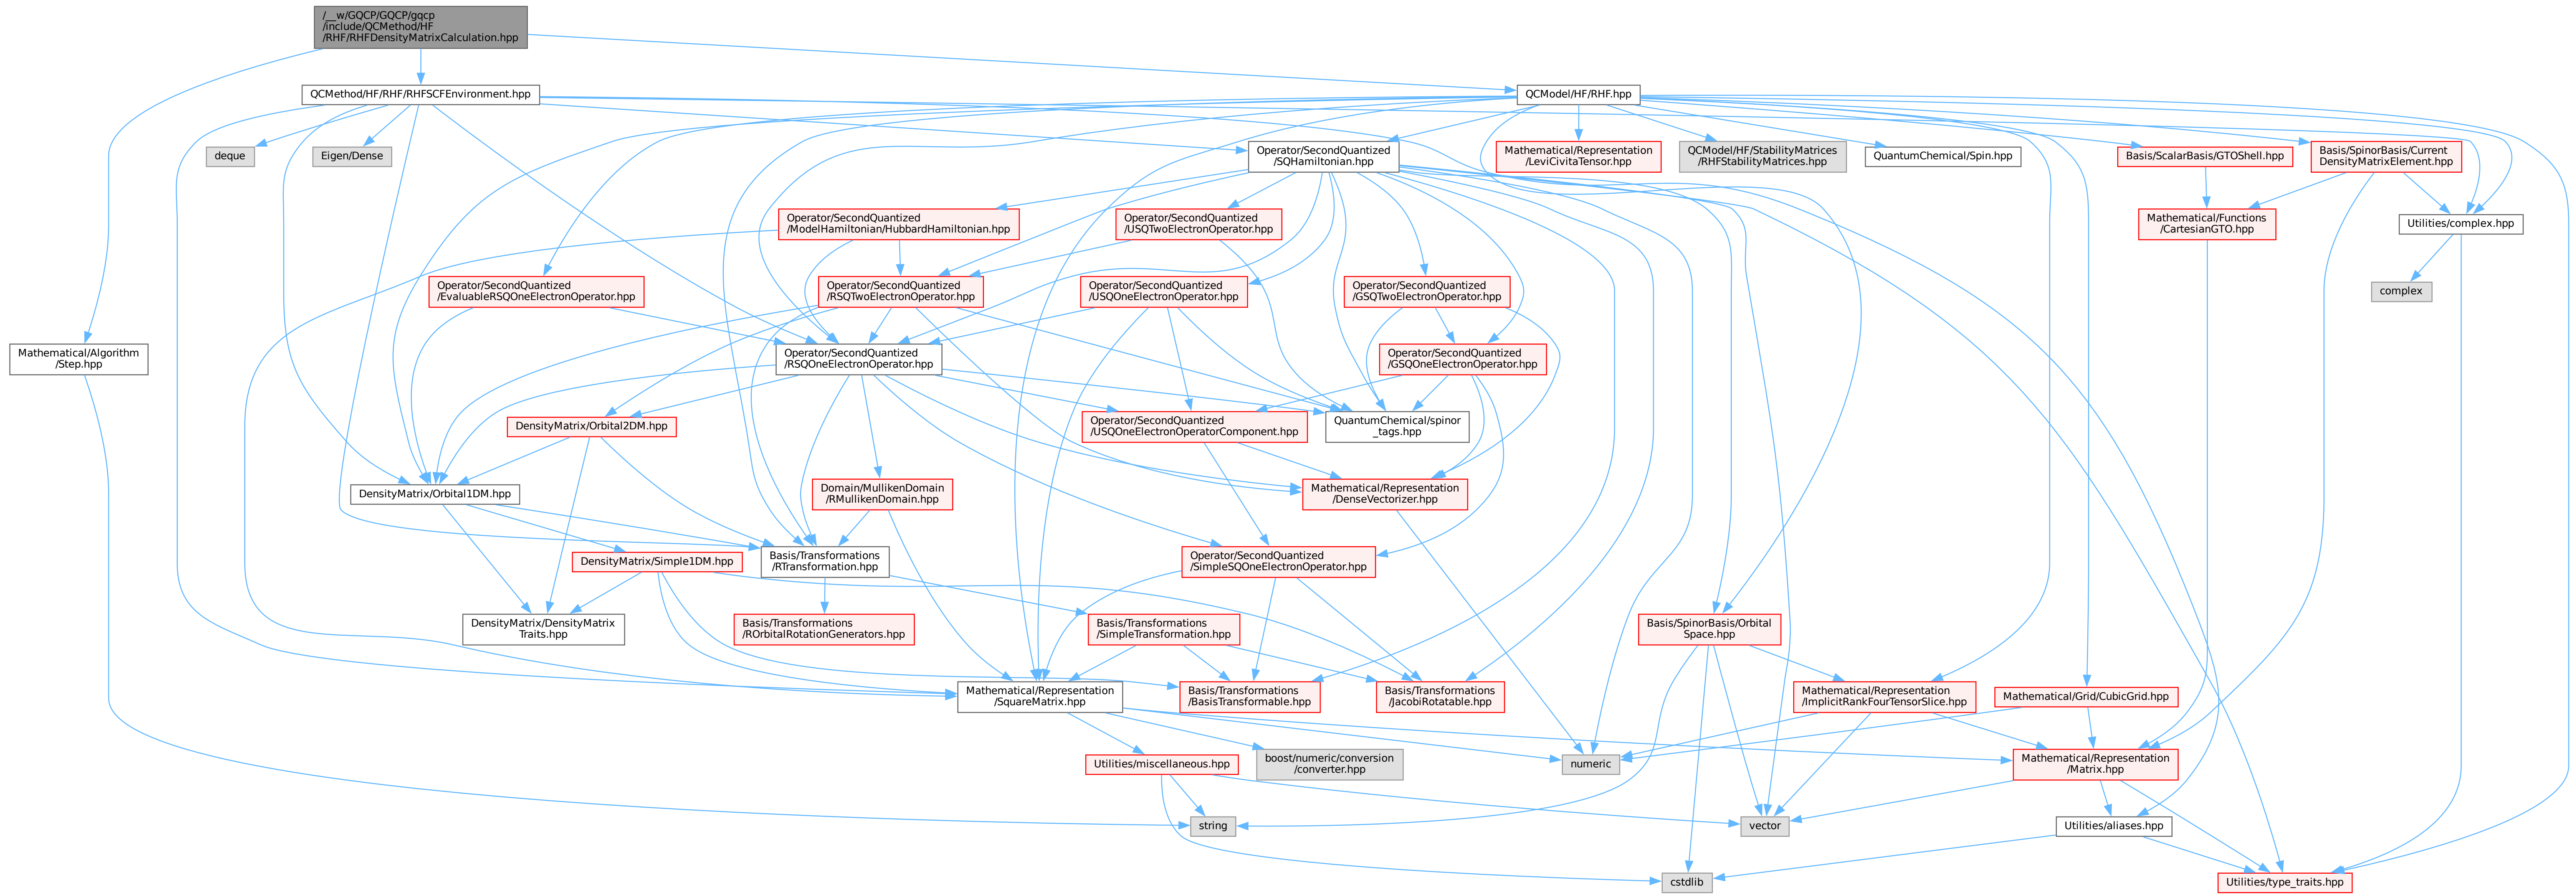 /__w/GQCP/GQCP/gqcp
/include/QCMethod/HF
/RHF/RHFDensityMatrixCalculation.hpp
QCMethod/HF/RHF/RHFSCFEnvironment.hpp
QCModel/HF/RHF.hpp
deque
Eigen/Dense
Operator/SecondQuantized
/SQHamiltonian.hpp
Mathematical/Representation
/LeviCivitaTensor.hpp
QCModel/HF/StabilityMatrices
/RHFStabilityMatrices.hpp
QuantumChemical/Spin.hpp
Basis/ScalarBasis/GTOShell.hpp
Basis/SpinorBasis/Current
DensityMatrixElement.hpp
Operator/SecondQuantized
/ModelHamiltonian/HubbardHamiltonian.hpp
Operator/SecondQuantized
/USQTwoElectronOperator.hpp
Mathematical/Functions
/CartesianGTO.hpp
Utilities/complex.hpp
Operator/SecondQuantized
/EvaluableRSQOneElectronOperator.hpp
Operator/SecondQuantized
/RSQTwoElectronOperator.hpp
Operator/SecondQuantized
/USQOneElectronOperator.hpp
Operator/SecondQuantized
/GSQTwoElectronOperator.hpp
complex
Mathematical/Algorithm
/Step.hpp
Operator/SecondQuantized
/RSQOneElectronOperator.hpp
Operator/SecondQuantized
/GSQOneElectronOperator.hpp
DensityMatrix/Orbital2DM.hpp
Operator/SecondQuantized
/USQOneElectronOperatorComponent.hpp
QuantumChemical/spinor
_tags.hpp
DensityMatrix/Orbital1DM.hpp
Domain/MullikenDomain
/RMullikenDomain.hpp
Mathematical/Representation
/DenseVectorizer.hpp
DensityMatrix/Simple1DM.hpp
Basis/Transformations
/RTransformation.hpp
Operator/SecondQuantized
/SimpleSQOneElectronOperator.hpp
DensityMatrix/DensityMatrix
Traits.hpp
Basis/Transformations
/ROrbitalRotationGenerators.hpp
Basis/Transformations
/SimpleTransformation.hpp
Basis/SpinorBasis/Orbital
Space.hpp
Mathematical/Representation
/SquareMatrix.hpp
Basis/Transformations
/BasisTransformable.hpp
Basis/Transformations
/JacobiRotatable.hpp
Mathematical/Representation
/ImplicitRankFourTensorSlice.hpp
Mathematical/Grid/CubicGrid.hpp
Utilities/miscellaneous.hpp
boost/numeric/conversion
/converter.hpp
numeric
Mathematical/Representation
/Matrix.hpp
string
vector
Utilities/aliases.hpp
cstdlib
Utilities/type_traits.hpp